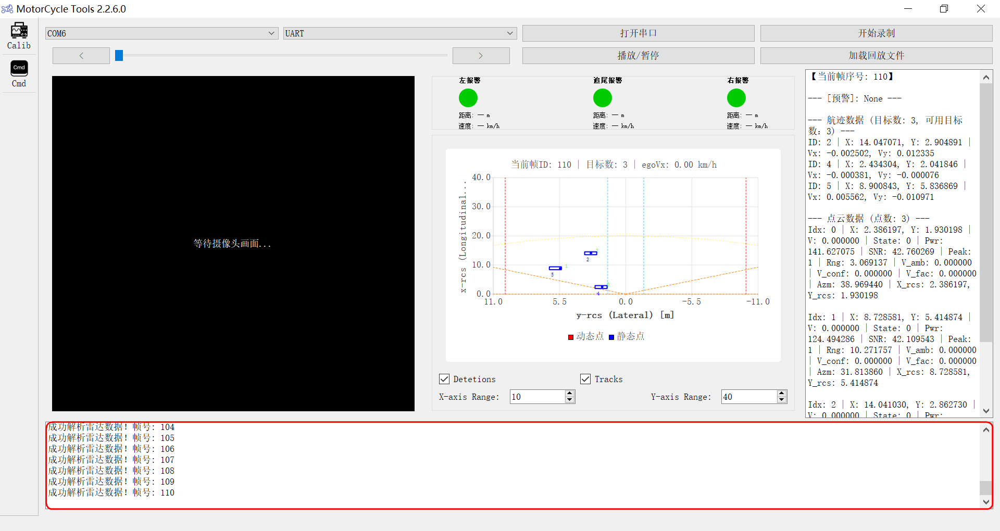 MotorCycle Tools 2.2.6.0
Calib
Cmd
Cmd
COM6
UART
打开串口
开始录制
<
>
播放/暂停
加载回放文件
等待摄像头画面...
左报警
距离: — m
速度: — km/h
追尾报警
距离: — m
速度: — km/h
右报警
距离: — m
速度: — km/h
当前帧ID: 110 | 目标数: 3 | egoVx: 0.00 km/h
x-rcs (Longitudinal...
40.0
30.0
20.0
10.0
0.0
2
1
5
4
11.0
5.5
0.0
-5.5
-11.0
y-rcs (Lateral) [m]
动态点
静态点
Detetions
Tracks
X-axis Range:
10
Y-axis Range:
40
【当前帧序号: 110】
--- [预警]: None ---
--- 航迹数据 (目标数: 3, 可用目标
数: 3) ---
ID: 2 | X: 14.047071, Y: 2.904891 |
Vx: -0.002502, Vy: 0.012335
ID: 4 | X: 2.434304, Y: 2.041846 |
Vx: -0.000381, Vy: -0.000076
ID: 5 | X: 8.900843, Y: 5.836869 |
Vx: 0.005562, Vy: -0.010971
--- 点云数据 (点数: 3) ---
Idx: 0 | X: 2.386197, Y: 1.930198 |
V: 0.000000 | State: 0 | Pwr:
141.627075 | SNR: 42.760269 | Peak:
1 | Rng: 3.069137 | V_amb: 0.000000
| V_conf: 0.000000 | V_fac: 0.000000
| Azm: 38.969440 | X_rcs: 2.386197,
Y_rcs: 1.930198
Idx: 1 | X: 8.728581, Y: 5.414874 |
V: 0.000000 | State: 0 | Pwr:
124.494286 | SNR: 42.109543 | Peak:
1 | Rng: 10.271757 | V_amb: 0.000000
| V_conf: 0.000000 | V_fac: 0.000000
| Azm: 31.813860 | X_rcs: 8.728581,
Y_rcs: 5.414874
Idx: 2 | X: 14.041030, Y: 2.862730 |
V: 0.000000 | State: 0 | Pwr:
成功解析雷达数据! 帧号: 104
成功解析雷达数据! 帧号: 105
成功解析雷达数据! 帧号: 106
成功解析雷达数据! 帧号: 107
成功解析雷达数据! 帧号: 108
成功解析雷达数据! 帧号: 109
成功解析雷达数据! 帧号: 110